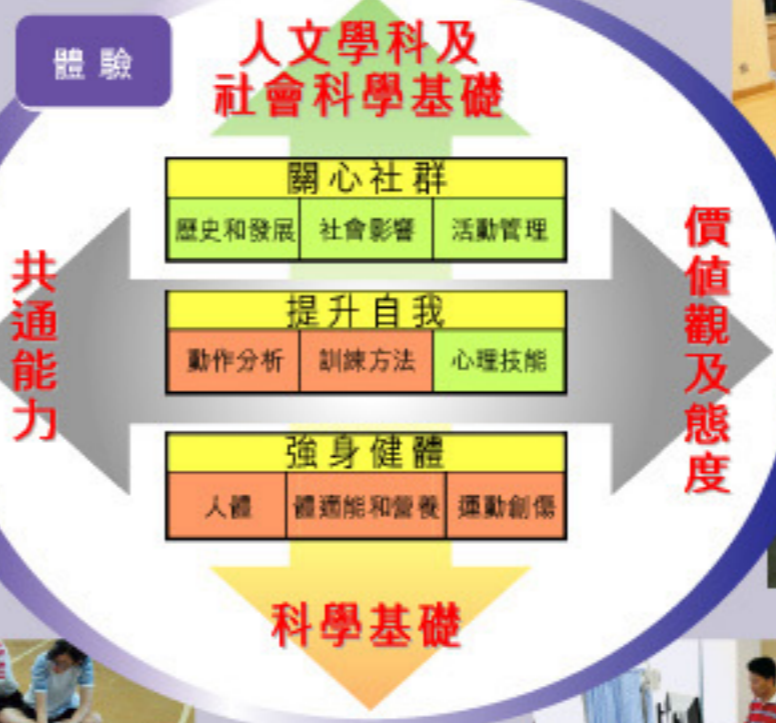 體驗
人文學科及
社會科學基礎
關心社群
歷史和發展 社會影響 活動管理
共通能力
價值觀及態度
提升自我
動作分析 訓練方法 心理技能
強身健體
人體 體適能和營養 運動創傷
科學基礎